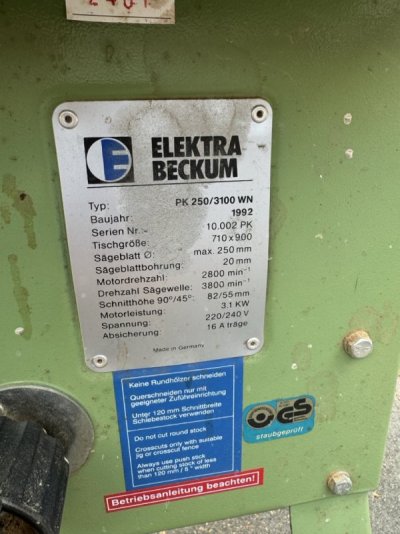 ELEKTRA
BECKUM
Typ: PK 250/3100 WN
Baujahr: 1992
Serien Nr.- 10.002 PK
Tischgröße: 710 x 900
Sägeblatt Ø: max. 250 mm
Sägeblattbohrung: 20 mm
Motordrehzahl: 2800 min⁻¹
Drehzahl Sägewelle: 3800 min⁻¹
Schnitthöhe 90°/45°: 82/55 mm
Motorleistung: 3.1 KW
Spannung: 220/240 V
Absicherung: 16 A träge
Made in Germany
Keine Rundhölzer schneiden
Querschneiden nur mit
geeigneter Zuführeinrichtung
Unter 120 mm Schnittbreite
Schiebestock verwenden
Do not cut round stock
Crosscuts only with suitable
jig or crosscut fence
Always use push stick
when cutting stock of less
than 120 mm / 5" width
GS
staubgeprüft
Betriebsanleitung beachten!